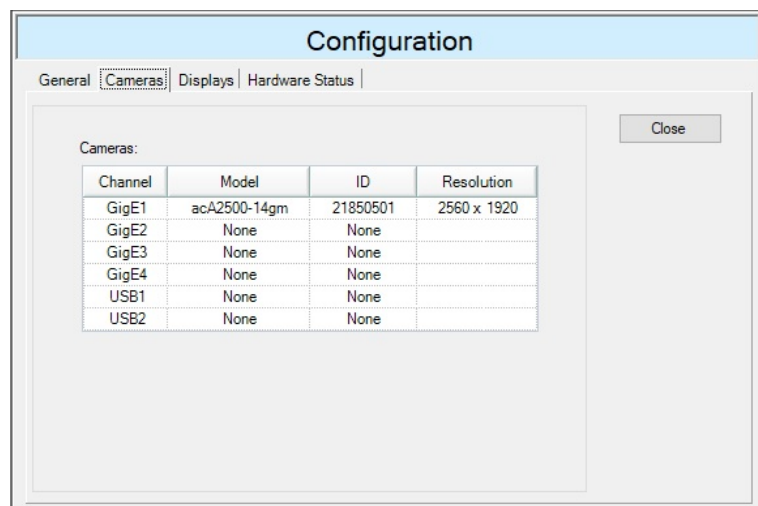 Configuration
General Cameras Displays Hardware Status
Close
Cameras:
Channel Model ID Resolution
GigE1 acA2500-14gm 21850501 2560 x 1920
GigE2 None None
GigE3 None None
GigE4 None None
USB1 None None
USB2 None None